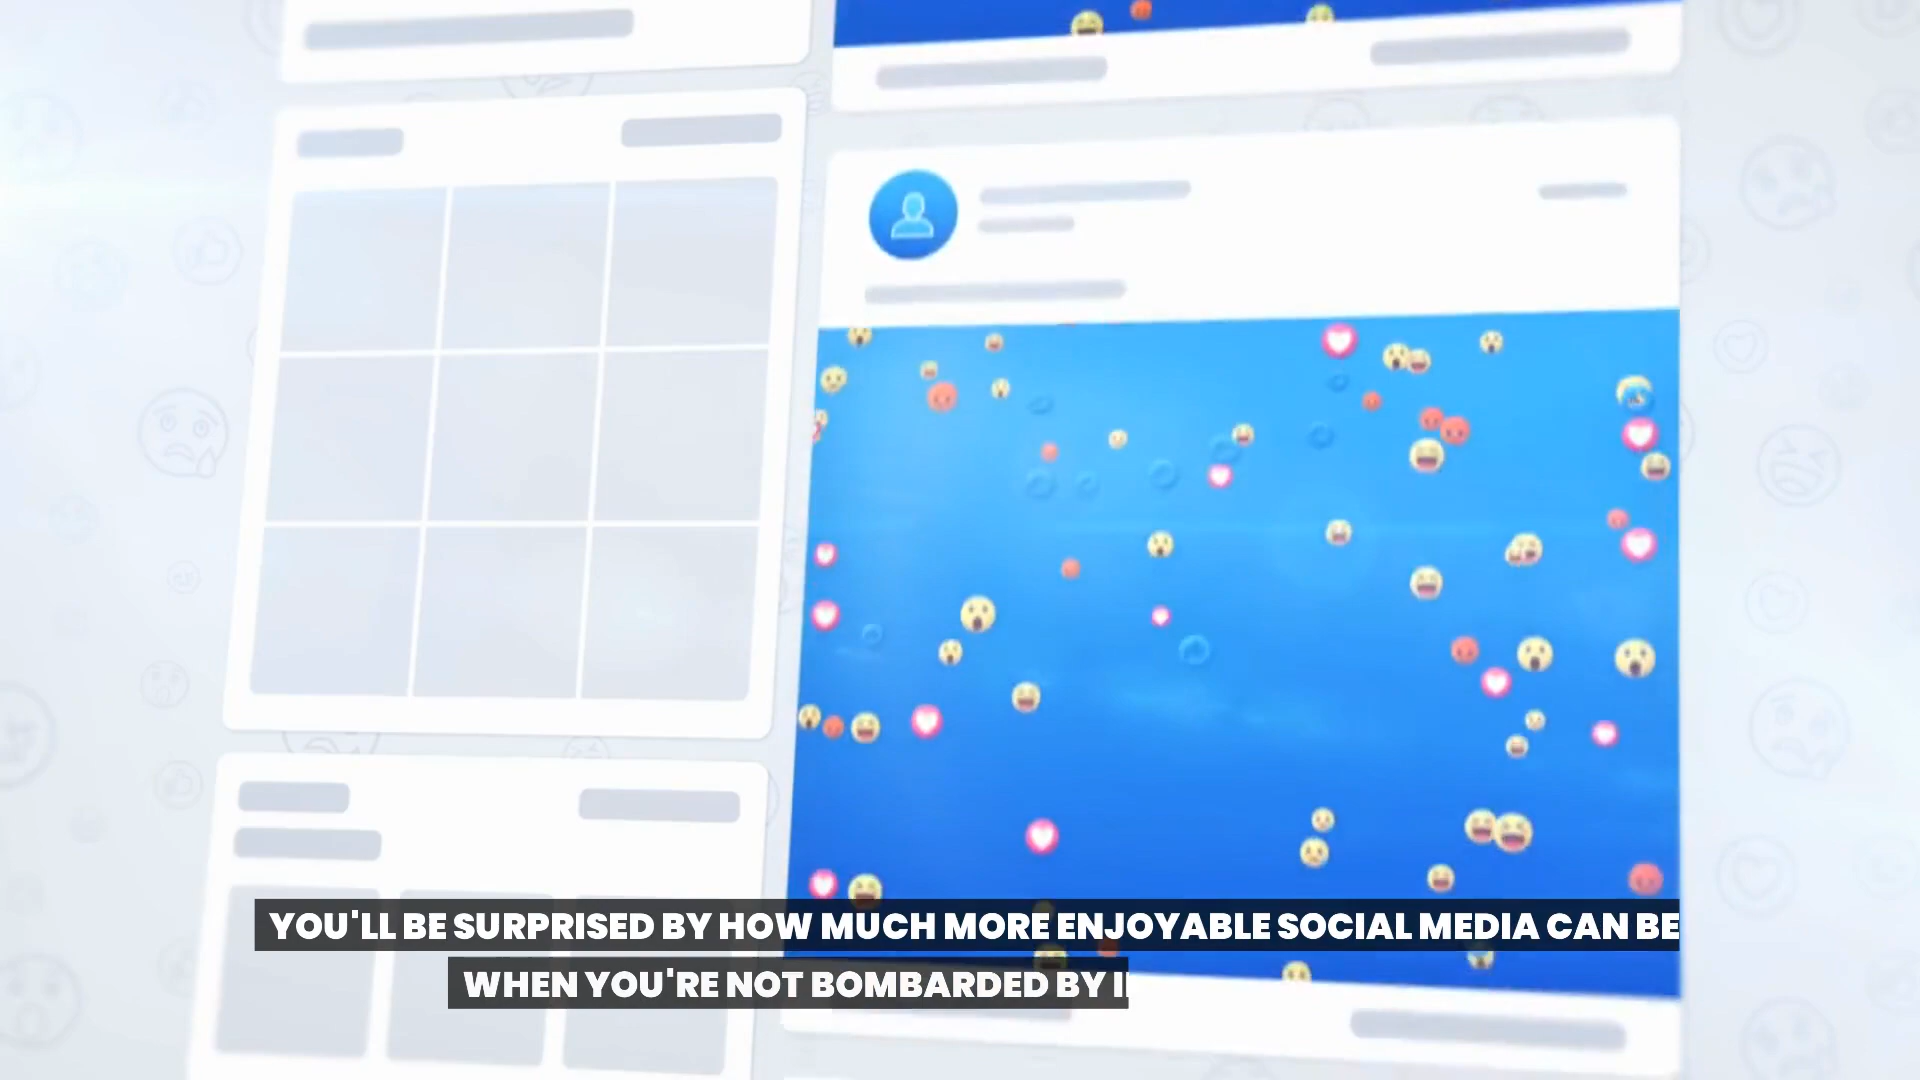 YOU'LL BE SURPRISED BY HOW MUCH MORE ENJOYABLE SOCIAL MEDIA CAN BE
WHEN YOU'RE NOT BOMBARDED BY